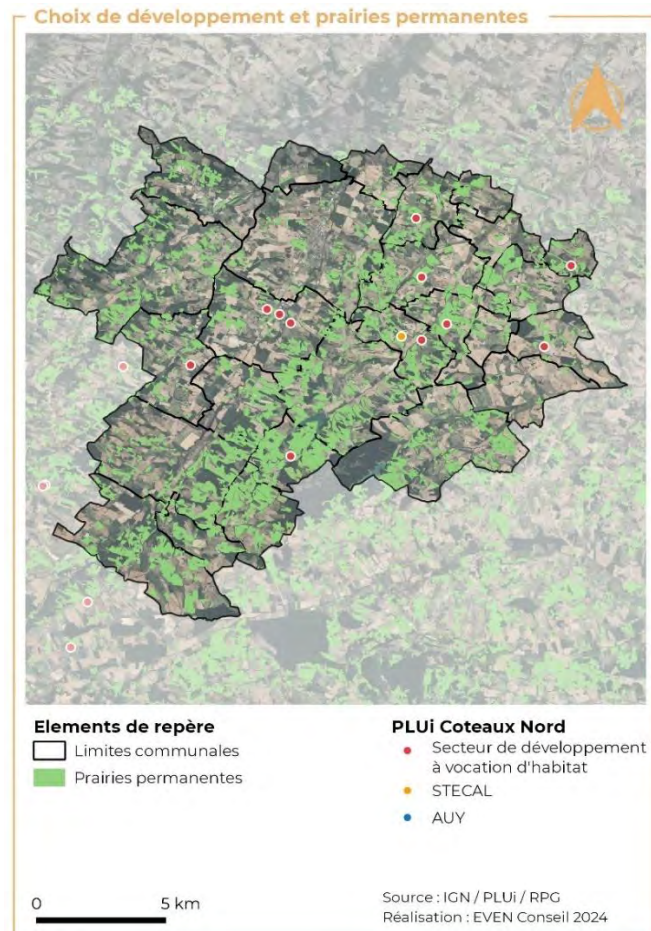 Choix de développement et prairies permanentes
Elements de repère
Limites communales
Prairies permanentes
PLUi Coteaux Nord
Secteur de développement
à vocation d'habitat
STECAL
AUY
0 5 km
Source : IGN / PLUi / RPG
Réalisation : EVEN Conseil 2024